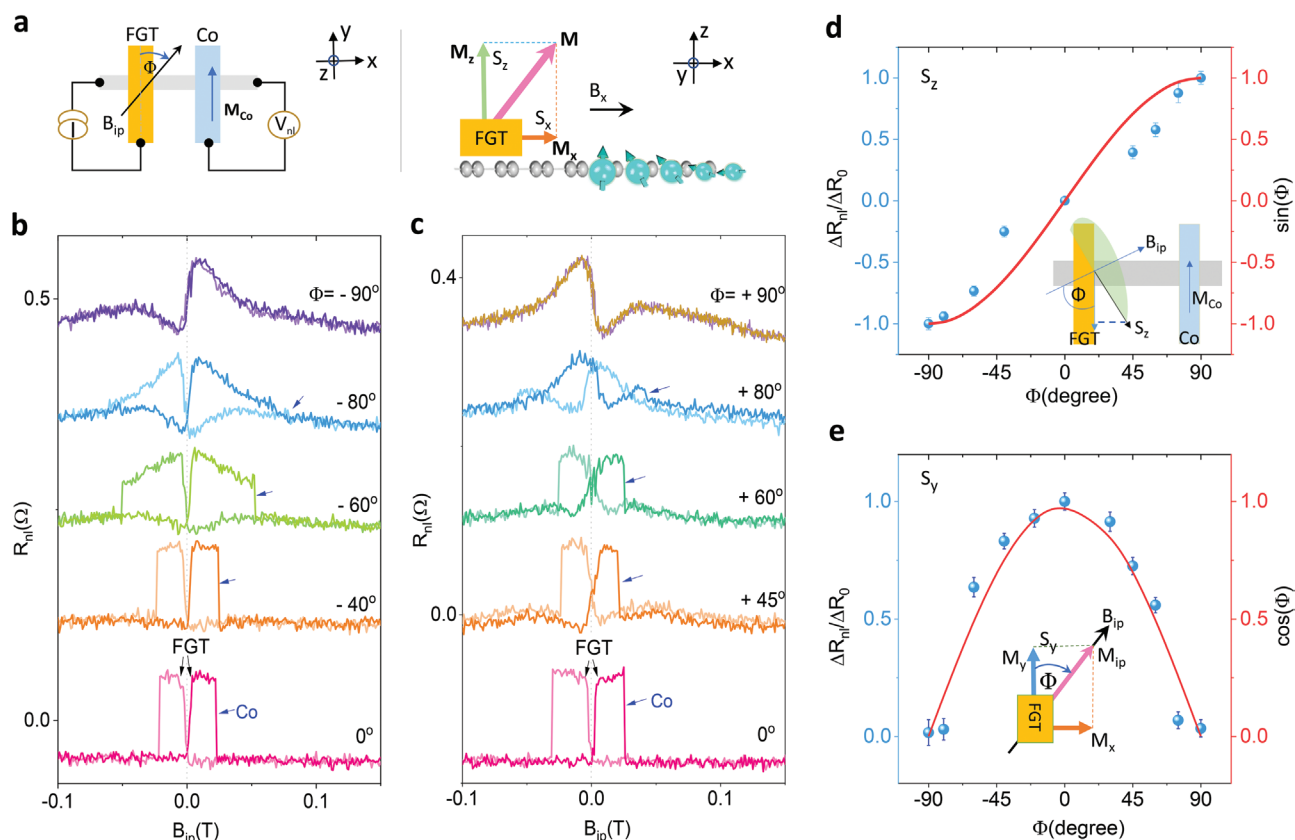 a
FGT Co
Φ
B_ip
M_Co
V_nl
y
z x
M_z S_z M
B_x
S_x
FGT
M_x
z
y x
b
0.5
Φ= - 90°
- 80°
- 60°
- 40°
FGT
Co
0.0
0°
R_nl(Ω)
-0.1 0.0 0.1
B_ip(T)
c
0.4
Φ= + 90°
+ 80°
+ 60°
+ 45°
0.0
FGT
Co
0°
R_nl(Ω)
-0.1 0.0 0.1
B_ip(T)
d
S_z
1.0 1.0
0.5 0.5
0.0 0.0
-0.5 -0.5
-1.0 -1.0
ΔR_nl/ΔR_0
sin(Φ)
B_ip
Φ
M_Co
FGT S_z Co
-90 -45 0 45 90
Φ(degree)
e
S_y
1.0 1.0
0.5 0.5
0.0 0.0
ΔR_nl/ΔR_0
cos(Φ)
B_ip
S_y
M_y M_ip
Φ
FGT
M_x
-90 -45 0 45 90
Φ(degree)